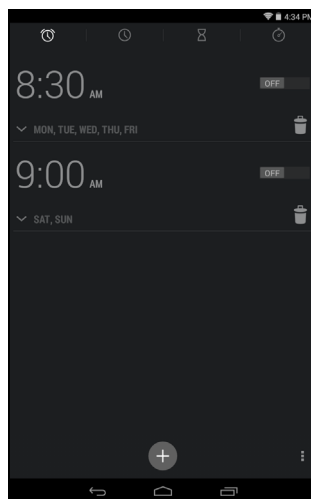 4:34 PM
8:30 AM
OFF
MON, TUE, WED, THU, FRI
9:00 AM
OFF
SAT, SUN